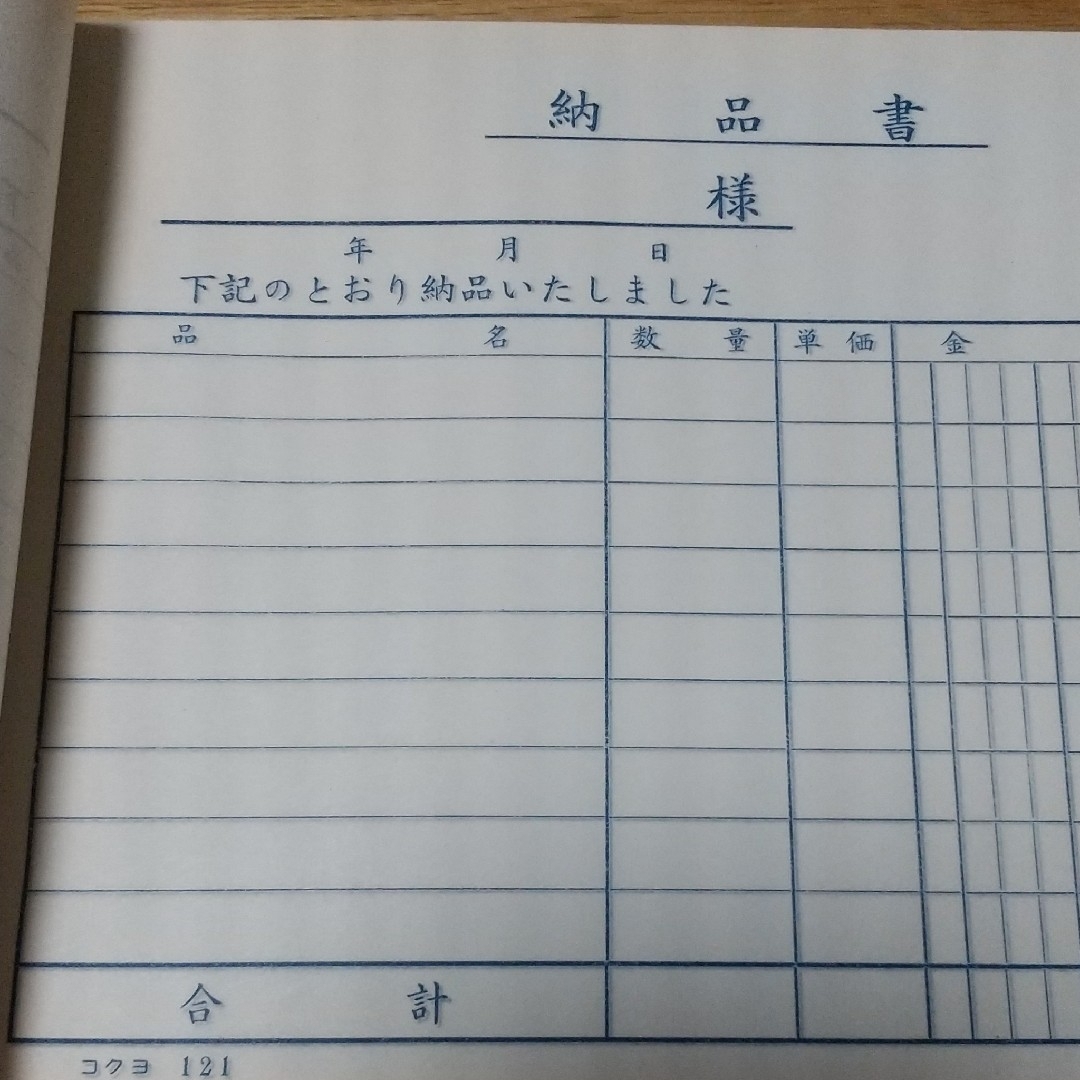 納品書
様
年 月 日
下記のとおり納品いたしました
品名 数量 単価 金
合計
コクヨ 121